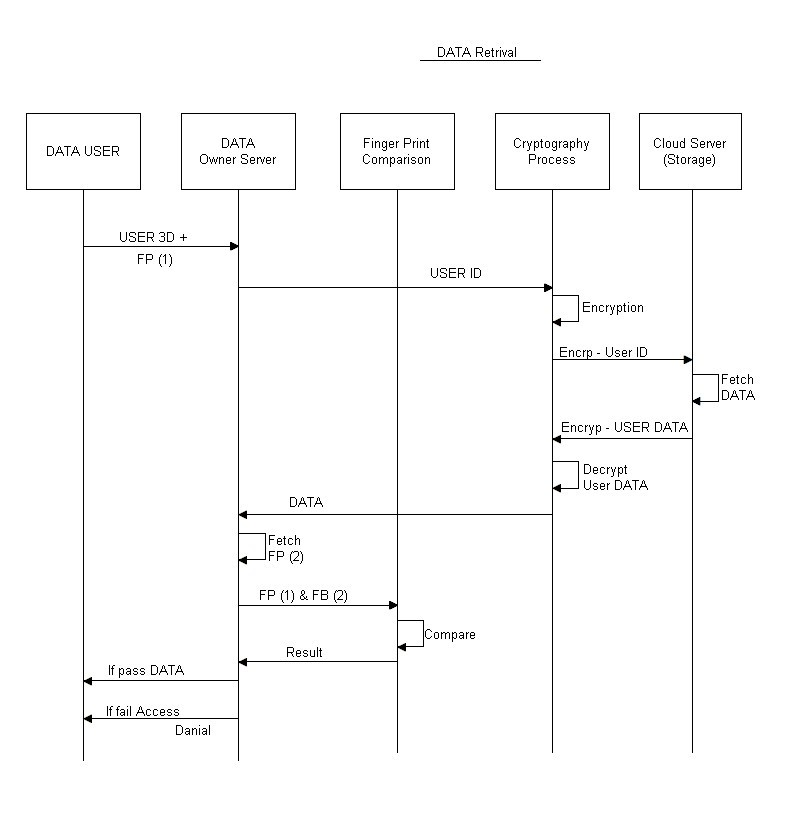 DATA Retrival
DATA USER
DATA
Owner Server
Finger Print
Comparison
Cryptography
Process
Cloud Server
(Storage)
USER 3D +
FP (1)
USER ID
Encryption
Encrp - User ID
Fetch
DATA
Encryp - USER DATA
Decrypt
User DATA
DATA
Fetch
FP (2)
FP (1) & FB (2)
Compare
Result
If pass DATA
If fail Access
Danial